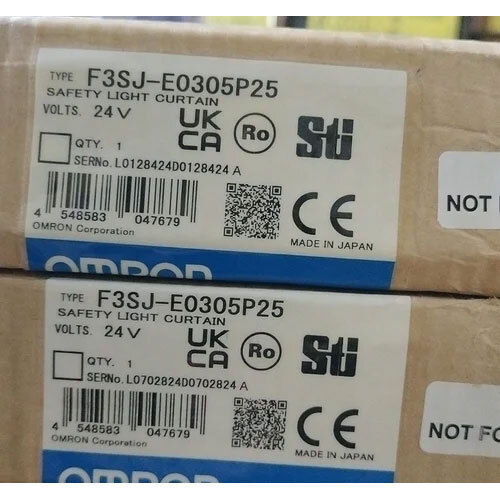 TYPE F3SJ-E0305P25
SAFETY LIGHT CURTAIN
VOLTS. 24V
UK
CA
Ro
Sti
QTY. 1
SERNo. L0128424D0128424 A
4 548583 047679
OMRON Corporation
CE
MADE IN JAPAN
NOT
OMRON
TYPE F3SJ-E0305P25
SAFETY LIGHT CURTAIN
VOLTS. 24V
UK
CA
Ro
Sti
QTY. 1
SERNo. L0702824D0702824 A
4 548583 047679
OMRON Corporation
CE
MADE IN JAPAN
NOT
OMRON